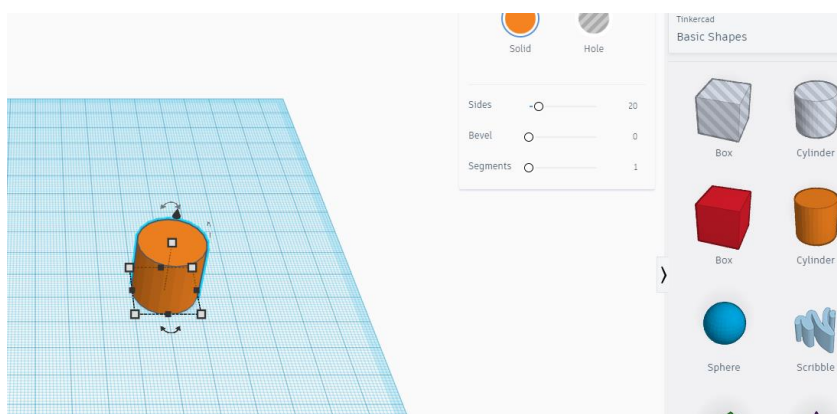 Solid
Hole
Sides 20
Bevel 0
Segments 1
Tinkercad
Basic Shapes
Box
Cylinder
Box
Cylinder
Sphere
Scribble